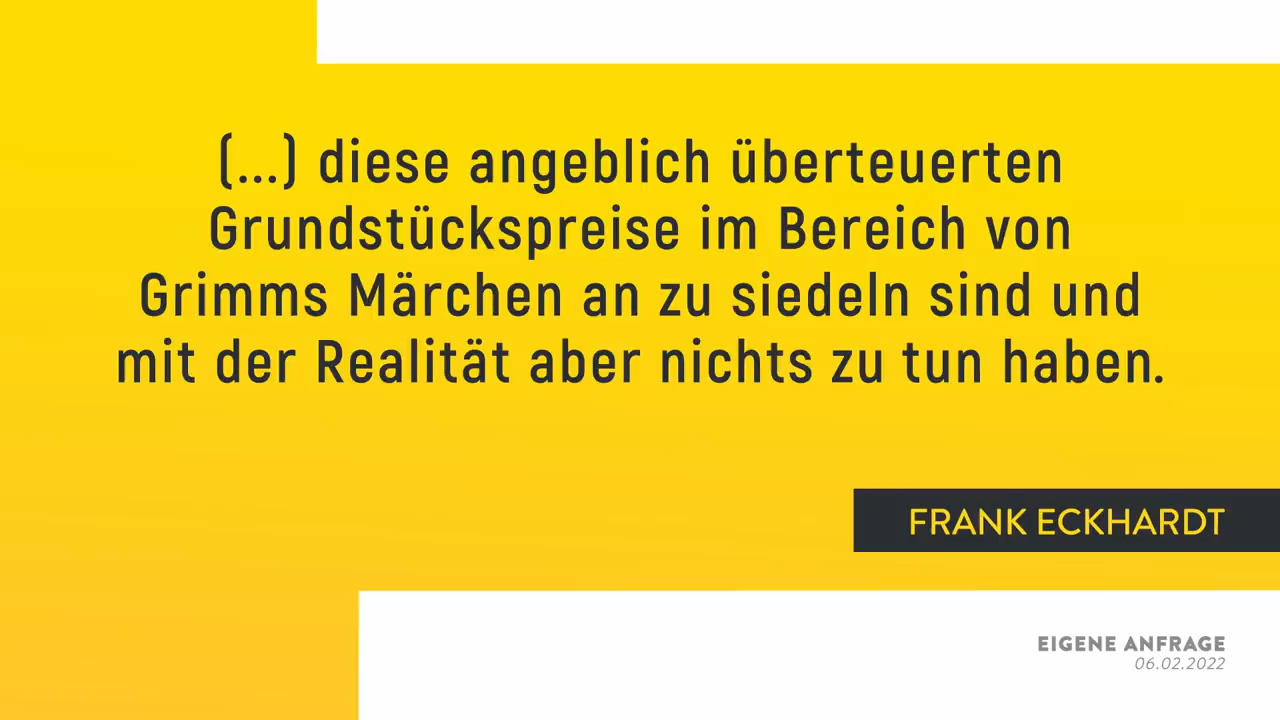 (...) diese angeblich überteuerten
Grundstückspreise im Bereich von
Grimms Märchen an zu siedeln sind und
mit der Realität aber nichts zu tun haben.
FRANK ECKHARDT
EIGENE ANFRAGE
06.02.2022